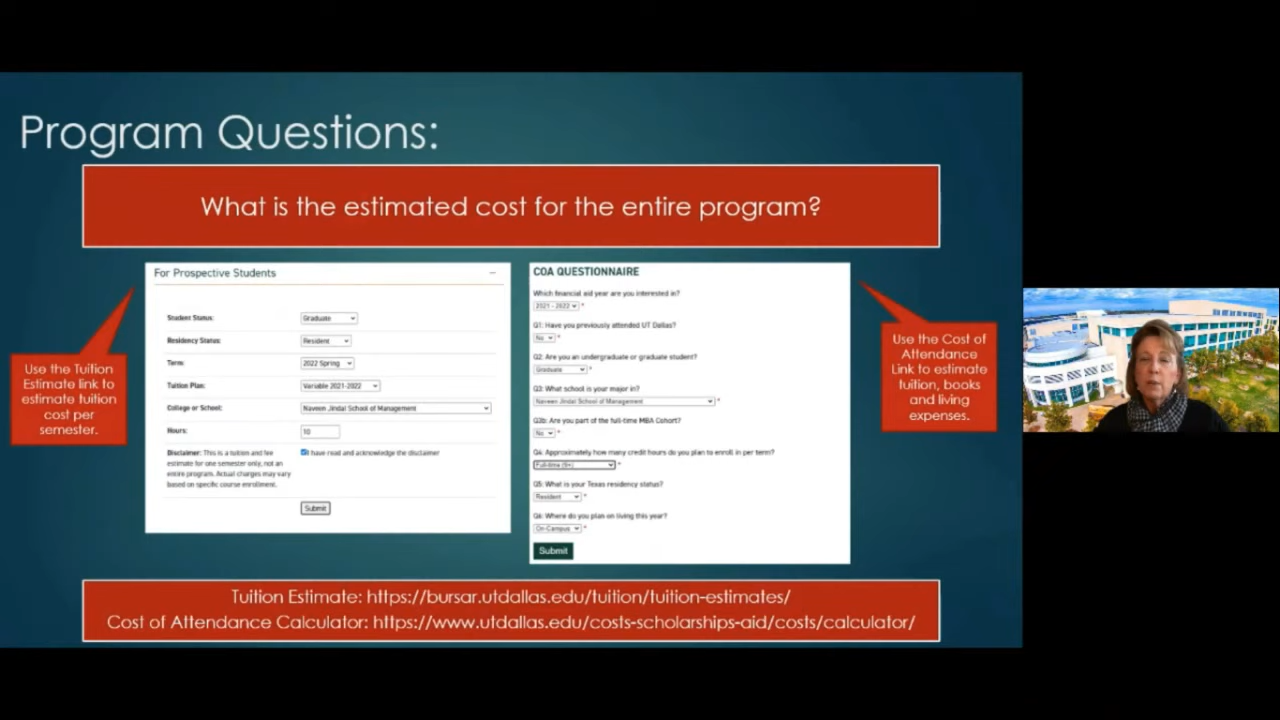 Program Questions:
What is the estimated cost for the entire program?
Use the Tuition
Estimate link to
estimate tuition
cost per
semester.
For Prospective Students
Student Status: Graduate
Residency Status: Resident
Term: 2022 Spring
Tuition Plan: Variable 2021-2022
College or School: Naveen Jindal School of Management
Hours: 10
Disclaimer: This is a tuition and fee
estimate for one semester only, not an
entire program. Actual charges may vary
based on specific course enrollment.
I have read and acknowledge the disclaimer
Submit
COA QUESTIONNAIRE
Which financial aid year are you interested in?
2021 - 2022 *
Q1: Have you previously attended UT Dallas?
No *
Q2: Are you an undergraduate or graduate student?
Graduate *
Q3: What school is your major in?
Naveen Jindal School of Management *
Q3b: Are you part of the full-time MBA Cohort?
No *
Q4: Approximately how many credit hours do you plan to enroll in per term?
Full-time (9+) *
Q5: What is your Texas residency status?
Resident *
Q6: Where do you plan on living this year?
On-Campus *
Submit
Use the Cost of
Attendance
Link to estimate
tuition, books
and living
expenses.
Tuition Estimate: https://bursar.utdallas.edu/tuition/tuition-estimates/
Cost of Attendance Calculator: https://www.utdallas.edu/costs-scholarships-aid/costs/calculator/